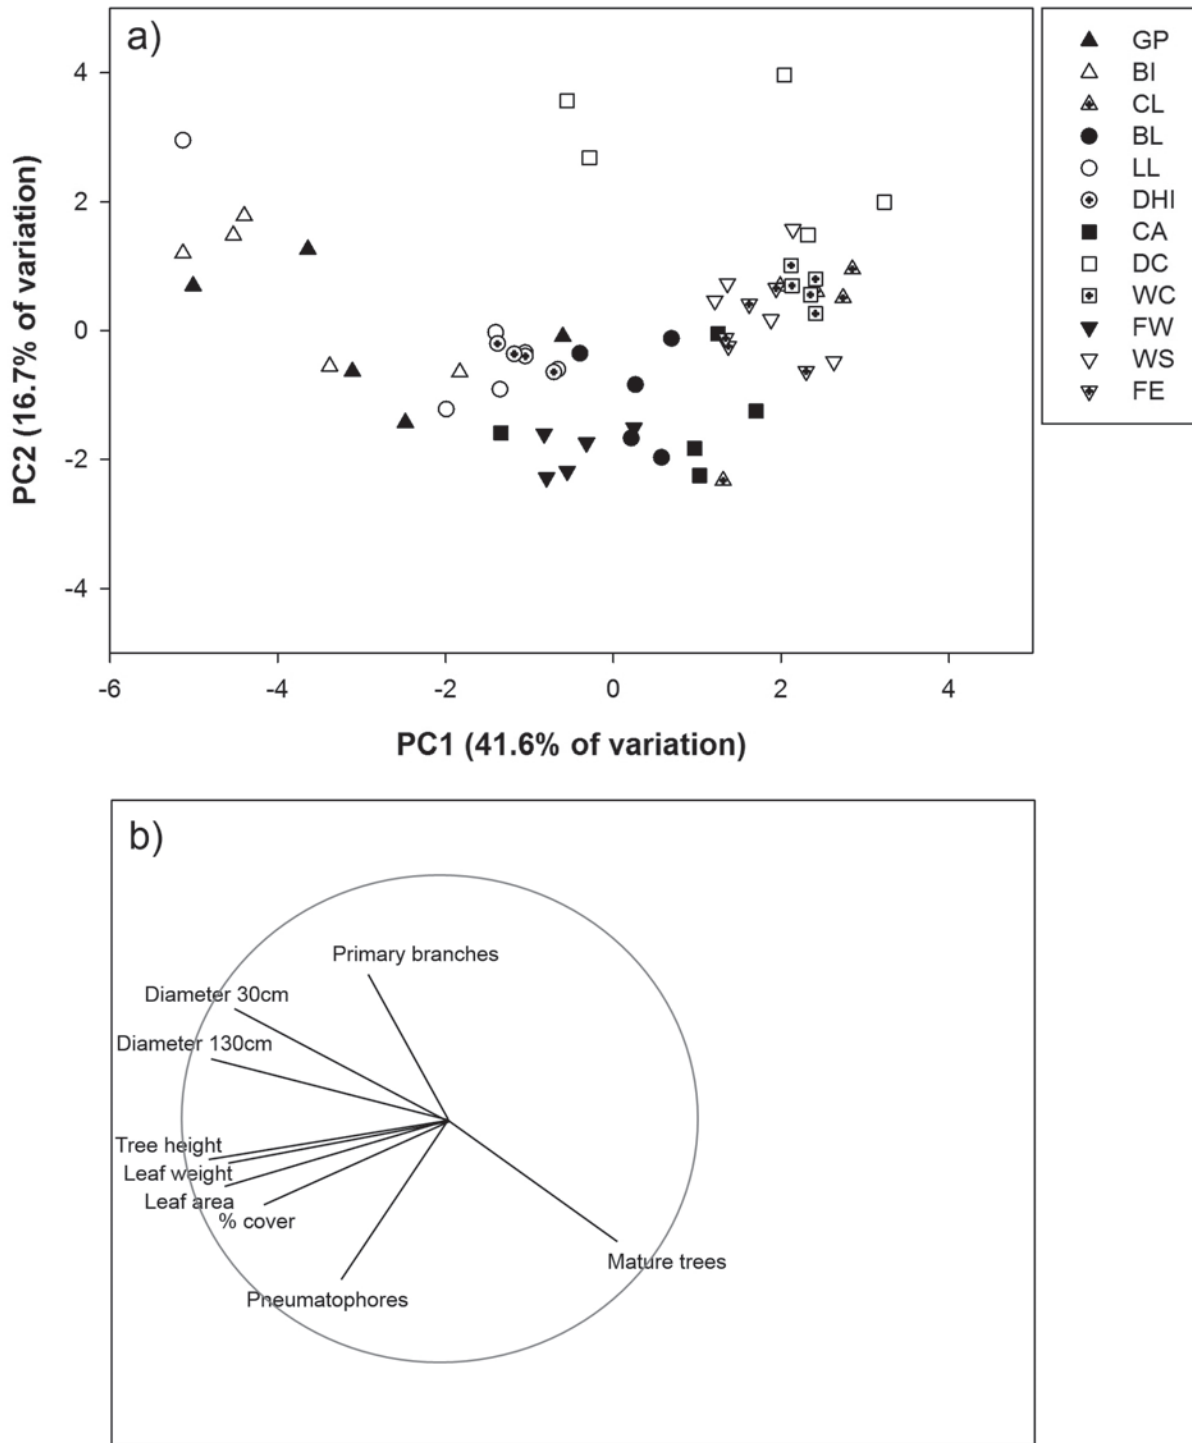 a)
4
2
0
-2
-4
PC2 (16.7% of variation)
-6
-4
-2
0
2
4
PC1 (41.6% of variation)
GP
BI
CL
BL
LL
DHI
CA
DC
WC
FW
WS
FE
b)
Primary branches
Diameter 30cm
Diameter 130cm
Tree height
Leaf weight
Leaf area
% cover
Mature trees
Pneumatophores